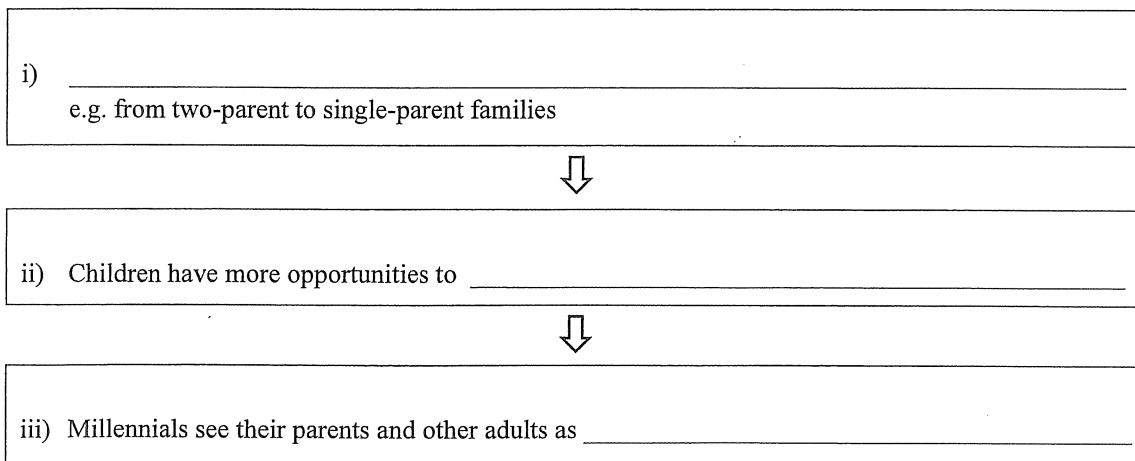 i)
e.g. from two-parent to single-parent families
ii) Children have more opportunities to
iii) Millennials see their parents and other adults as